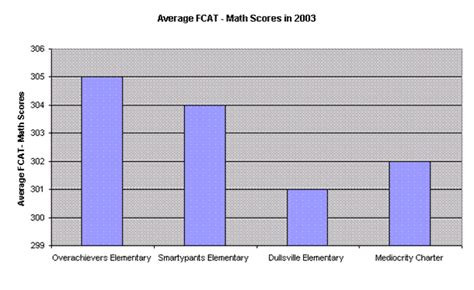 Average FCAT - Math Scores in 2003
Average FCAT - Math Scores
306
305
304
303
302
301
300
299
Overachievers Elementary Smartypants Elementary Dullsville Elementary Mediocrity Charter